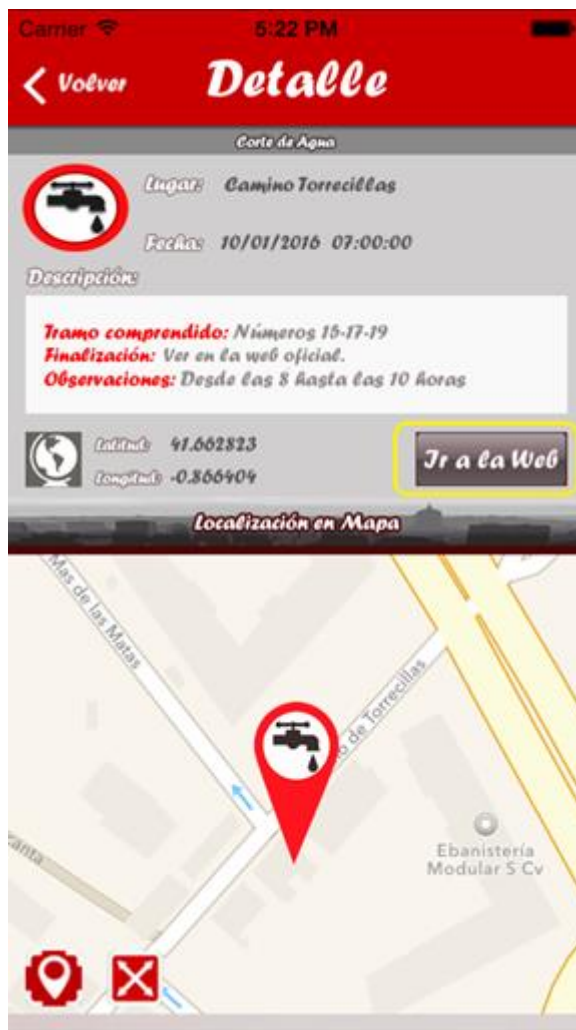 Carrier 5:22 PM
Volver Detalle
Corte de Agua
Lugar: Camino Torrecillas
Fecha: 10/01/2016 07:00:00
Descripción:
Tramo comprendido: Números 15-17-19
Finalización: Ver en la web oficial.
Observaciones: Desde las 8 hasta las 10 horas
Latitud: 41.662823
Longitud: -0.866404
Ir a la Web
Localización en Mapa
Mas de las Matas
de Torrecillas
Ebanistería
Modular S Cv